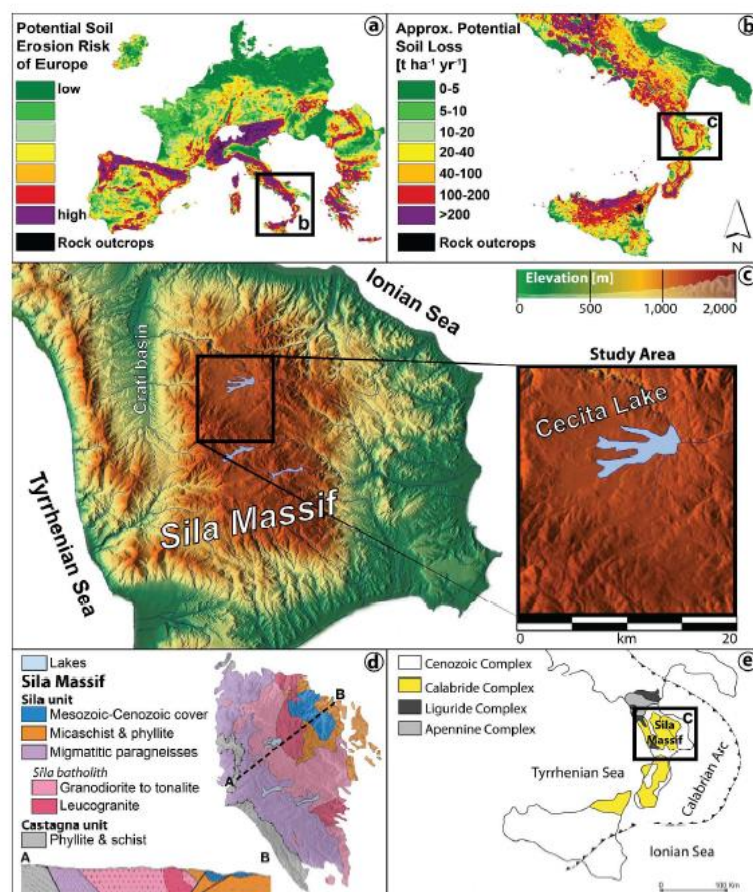 Potential Soil
Erosion Risk
of Europe
low
high
Rock outcrops
b
a
Approx. Potential
Soil Loss
[t ha⁻¹ yr⁻¹]
0-5
5-10
10-20
20-40
40-100
100-200
>200
Rock outcrops
c
N
b
Ionian Sea
Crati basin
Tyrrhenian Sea
Sila Massif
Elevation [m]
0 500 1,000 2,000
c
Study Area
Cecita Lake
0 20
km
Lakes
Sila Massif
Sila unit
Mesozoic-Cenozoic cover
Micaschist & phyllite
Migmatitic paragneisses
Sila batholith
Granodiorite to tonalite
Leucogranite
Castagna unit
Phyllite & schist
A B
A
B
d
Cenozoic Complex
Calabride Complex
Liguride Complex
Apennine Complex
e
C
Sila
Massif
Tyrrhenian Sea
Calabrian Arc
Ionian Sea
0 100 Km